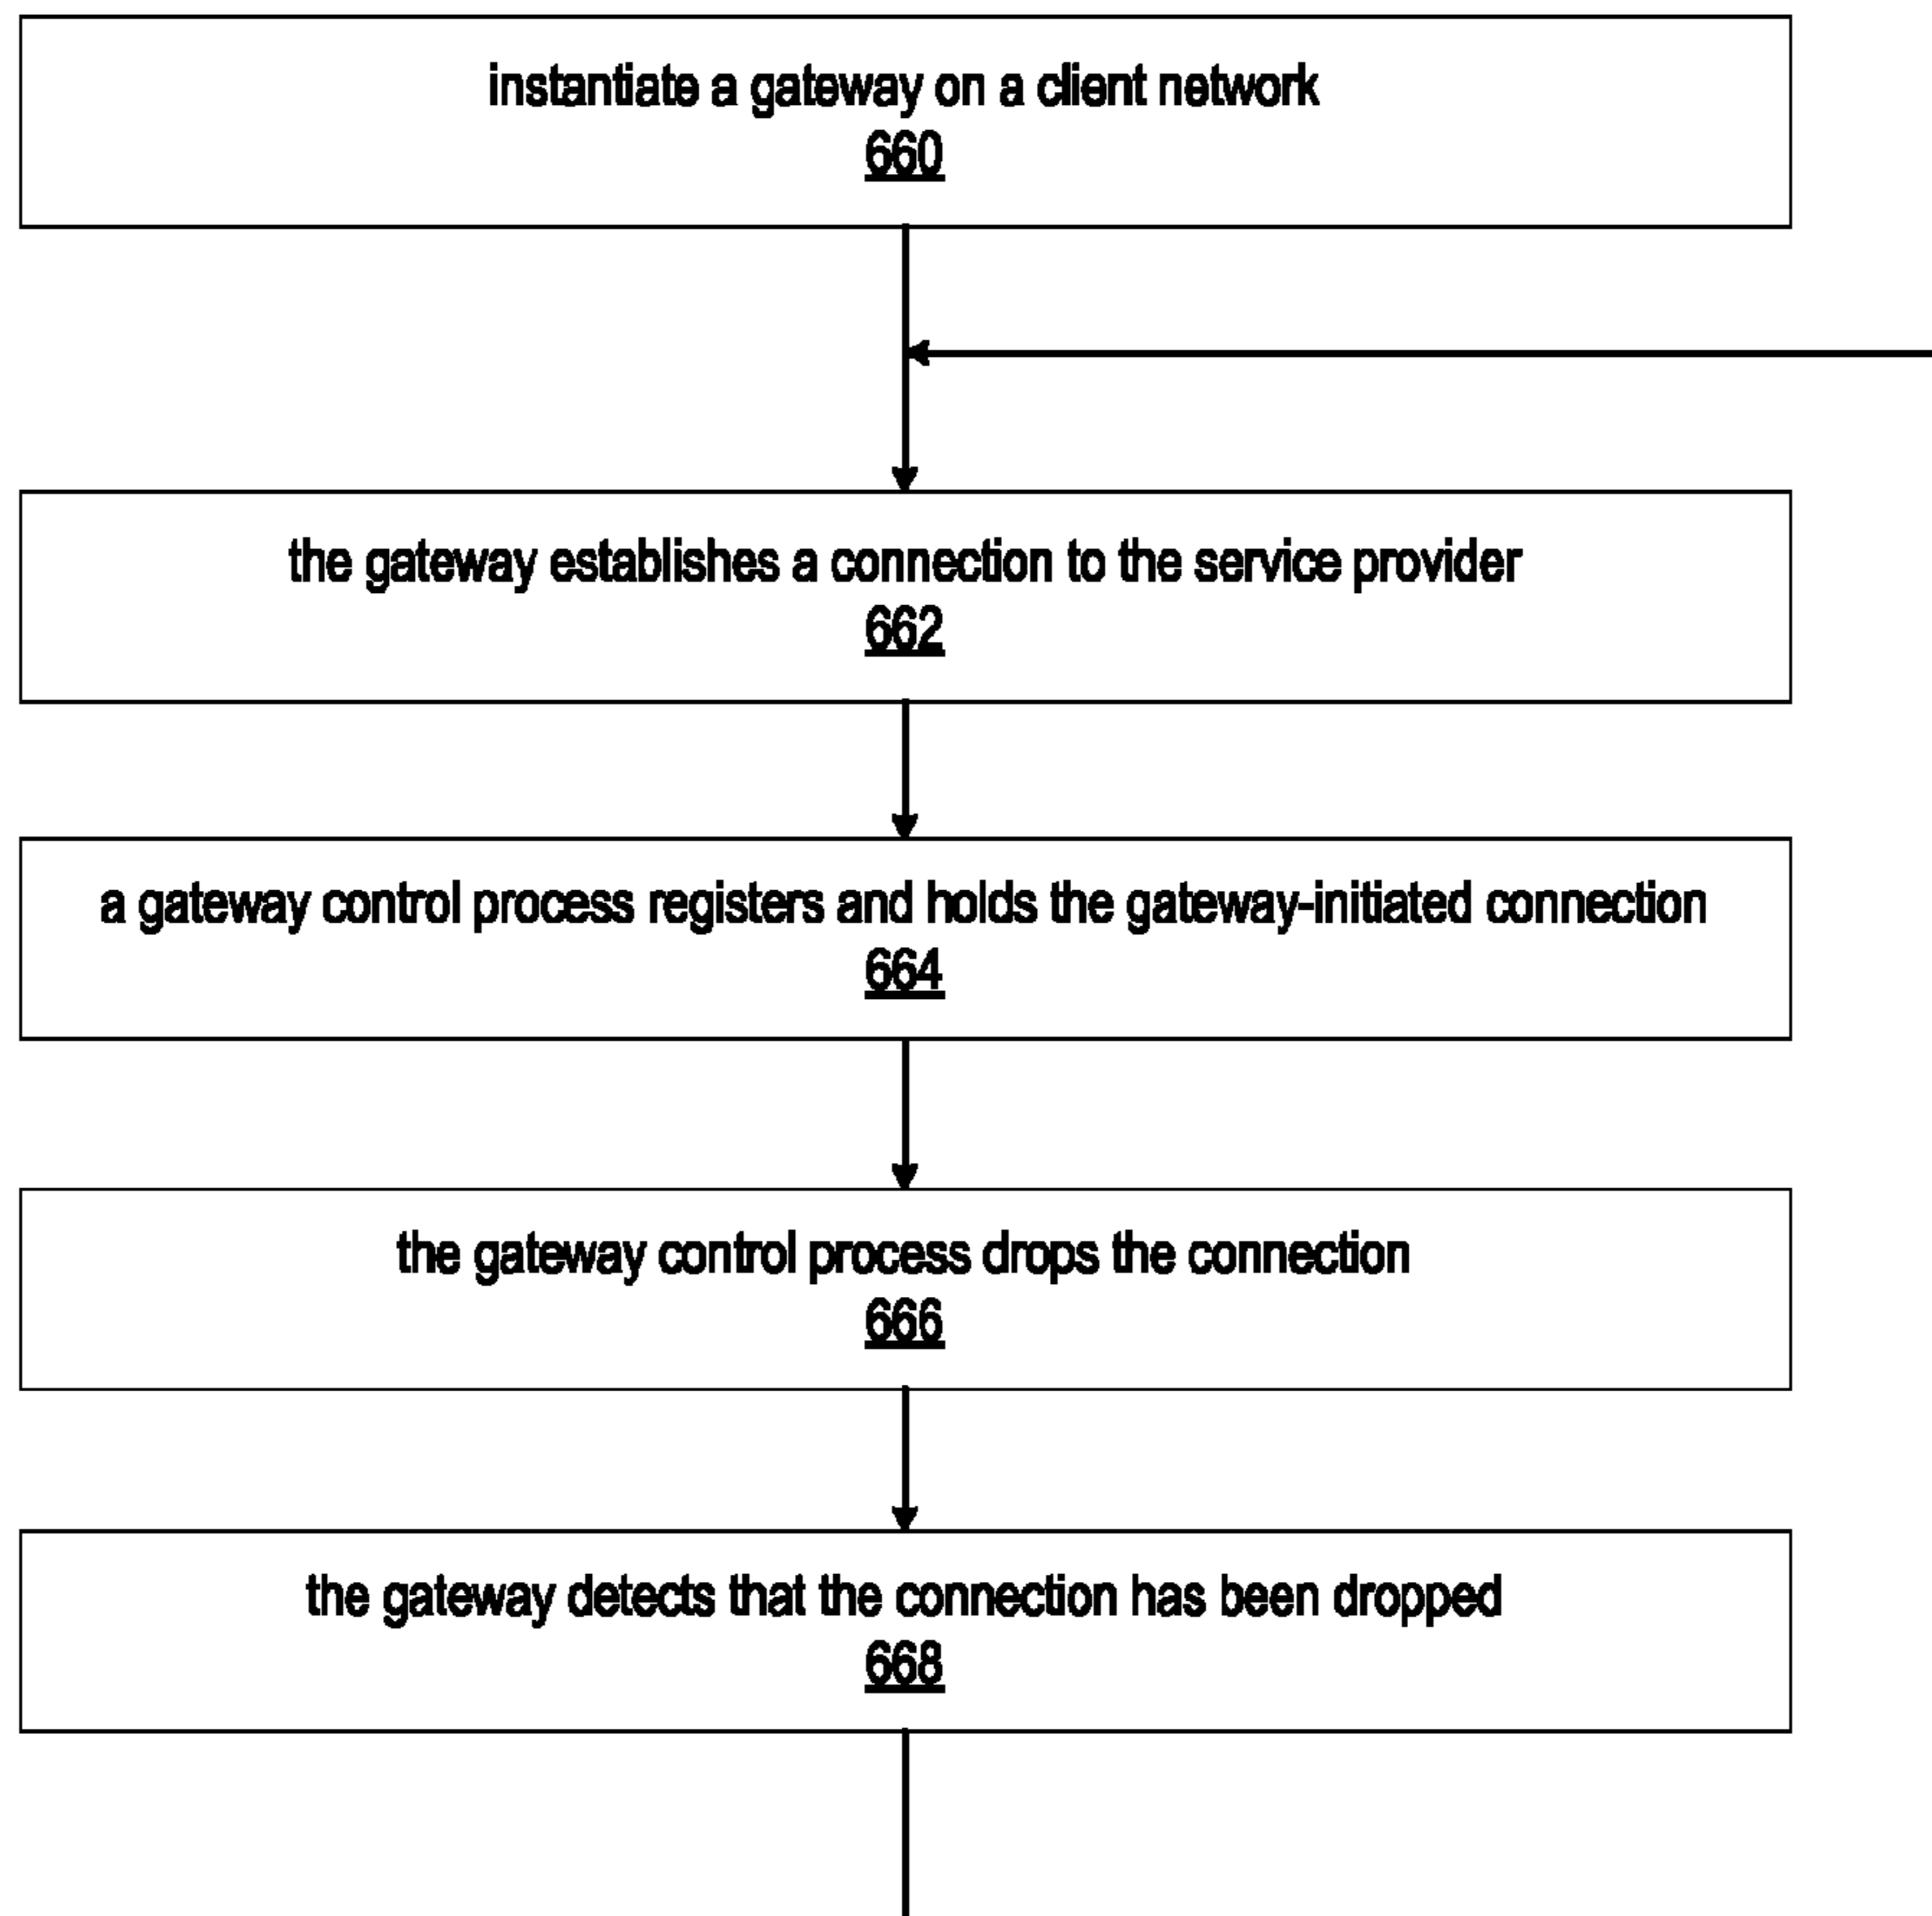 instantiate a gateway on a client network
660
the gateway establishes a connection to the service provider
662
a gateway control process registers and holds the gateway-initiated connection
664
the gateway control process drops the connection
666
the gateway detects that the connection has been dropped
668